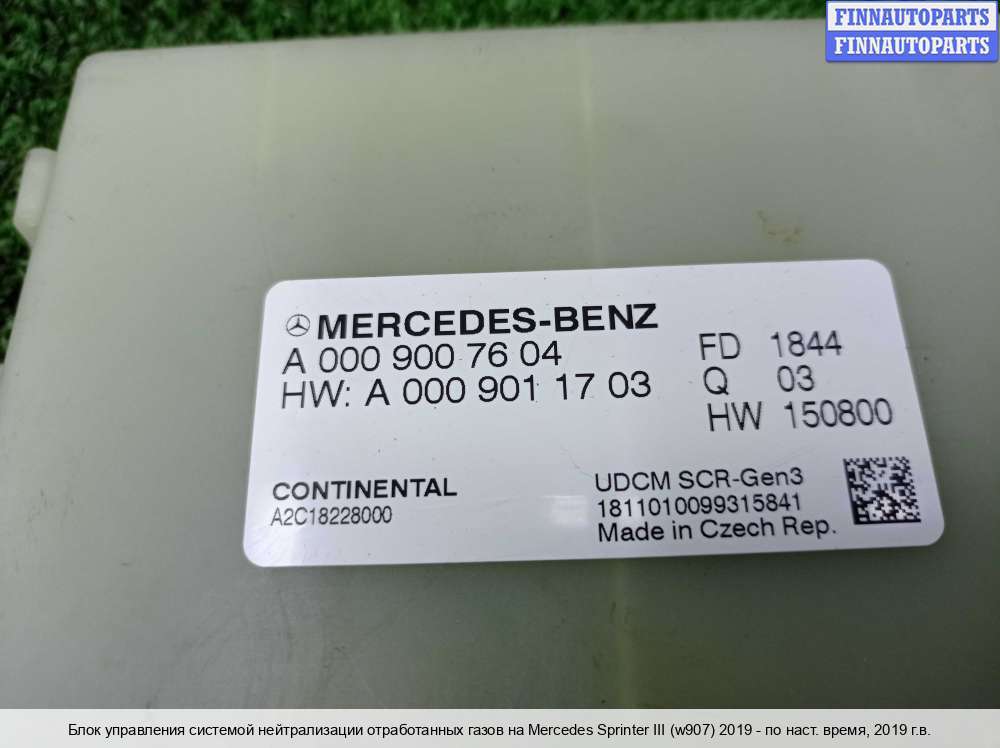 FINNAUTOPARTS
FINNAUTOPARTS
MERCEDES-BENZ
A 000 900 76 04
HW: A 000 901 17 03
FD 1844
Q 03
HW 150800
CONTINENTAL
A2C18228000
UDCM SCR-Gen3
1811010099315841
Made in Czech Rep.
Блок управления системой нейтрализации отработанных газов на Mercedes Sprinter III (w907) 2019 - по наст. время, 2019 г.в.